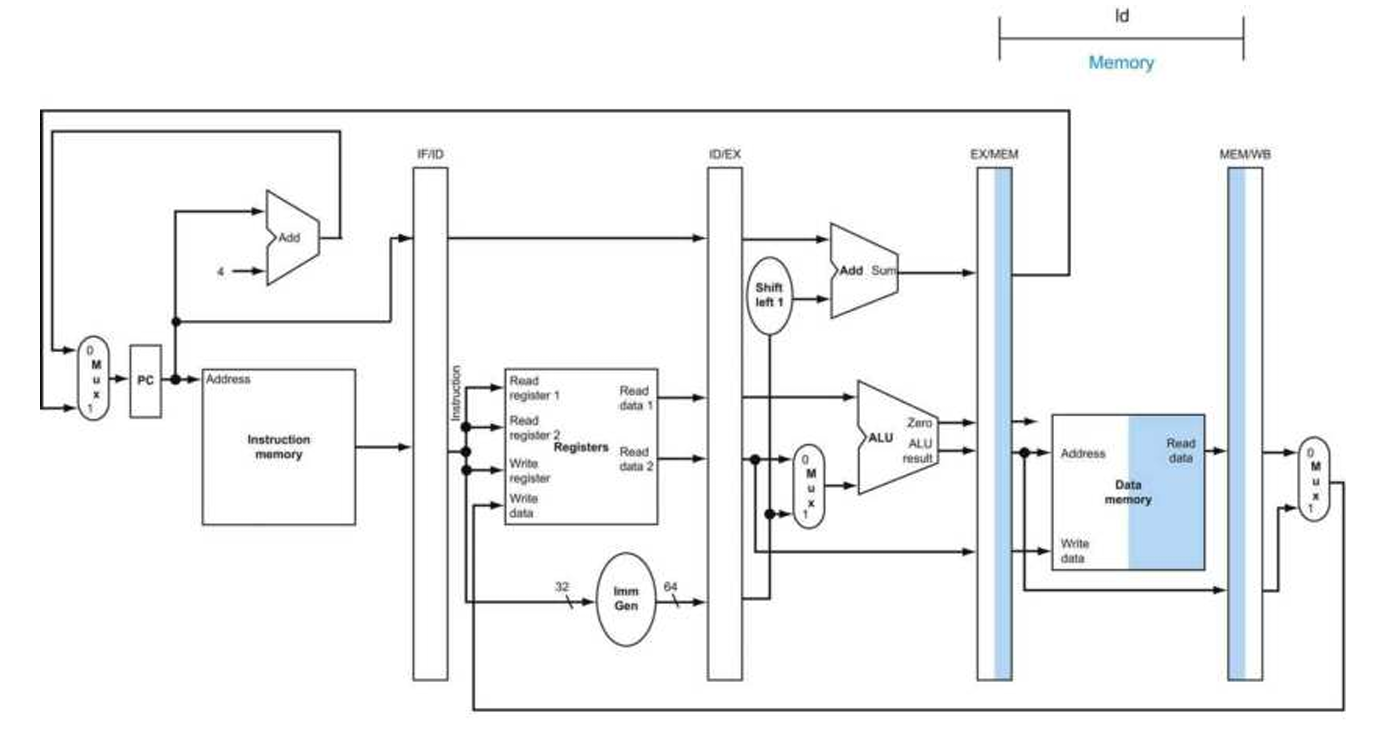 ld
Memory
IF/ID
ID/EX
EX/MEM
MEM/WB
Add
4
Add Sum
Shift
left 1
0
M
u
x
1
PC
Address
Instruction
memory
Instruction
Read
register 1
Read
register 2
Write
register
Write
data
Registers
Read
data 1
Read
data 2
0
M
u
x
1
ALU
Zero
ALU
result
Address
Read
data
Data
memory
Write
data
0
M
u
x
1
32
Imm
Gen
64